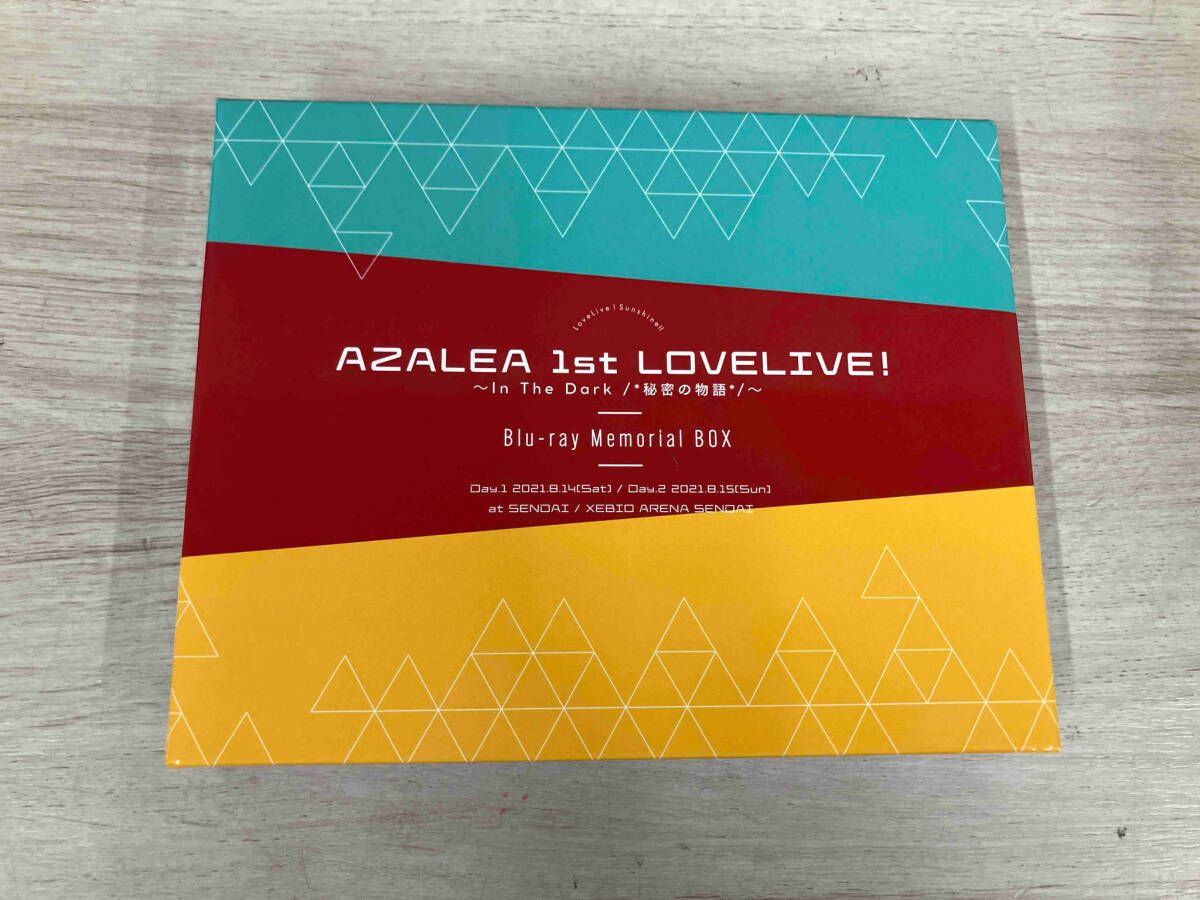 LoveLive! Sunshine!!
AZALEA 1st LOVELIVE!
～In The Dark /*秘密の物語*/～
Blu-ray Memorial BOX
Day.1 2021.8.14[Sat] / Day.2 2021.8.15[Sun]
at SENDAI / XEBIO ARENA SENDAI